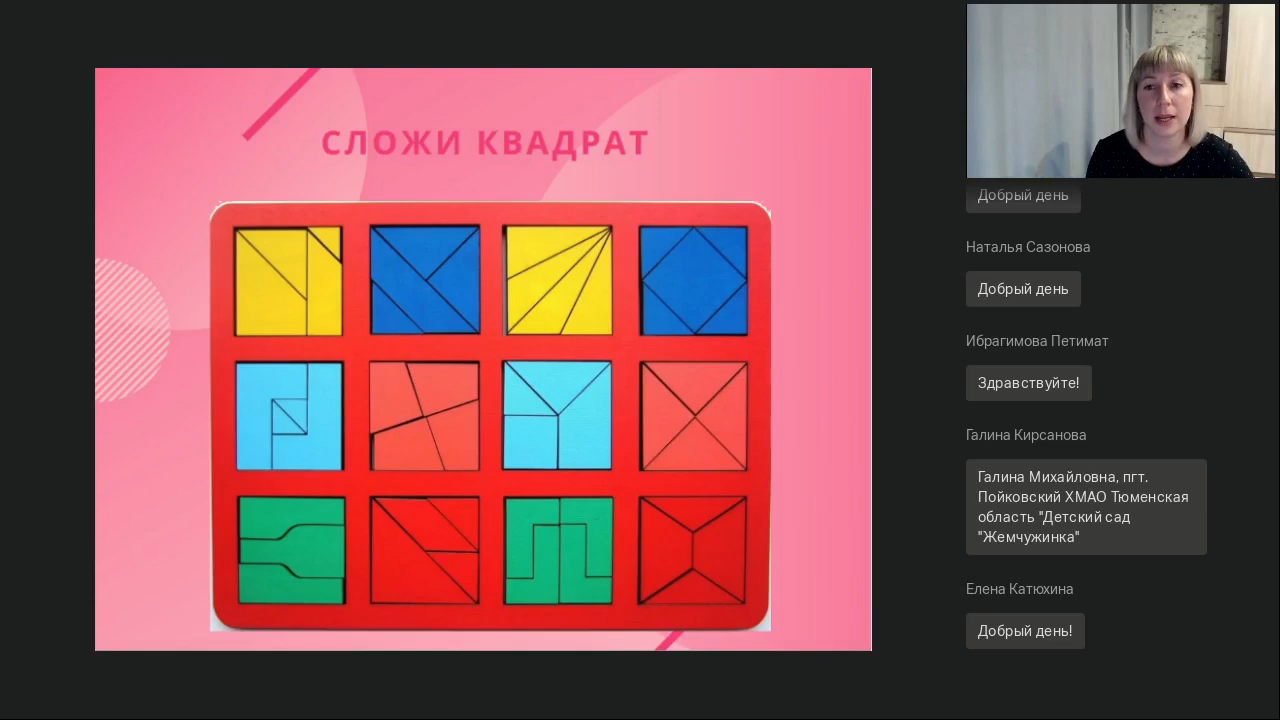 СЛОЖИ КВАДРАТ
Добрый день
Наталья Сазонова
Добрый день
Ибрагимова Петимат
Здравствуйте!
Галина Кирсанова
Галина Михайловна, пгт.
Пойковский ХМАО Тюменская
область "Детский сад
"Жемчужинка"
Елена Катюхина
Добрый день!